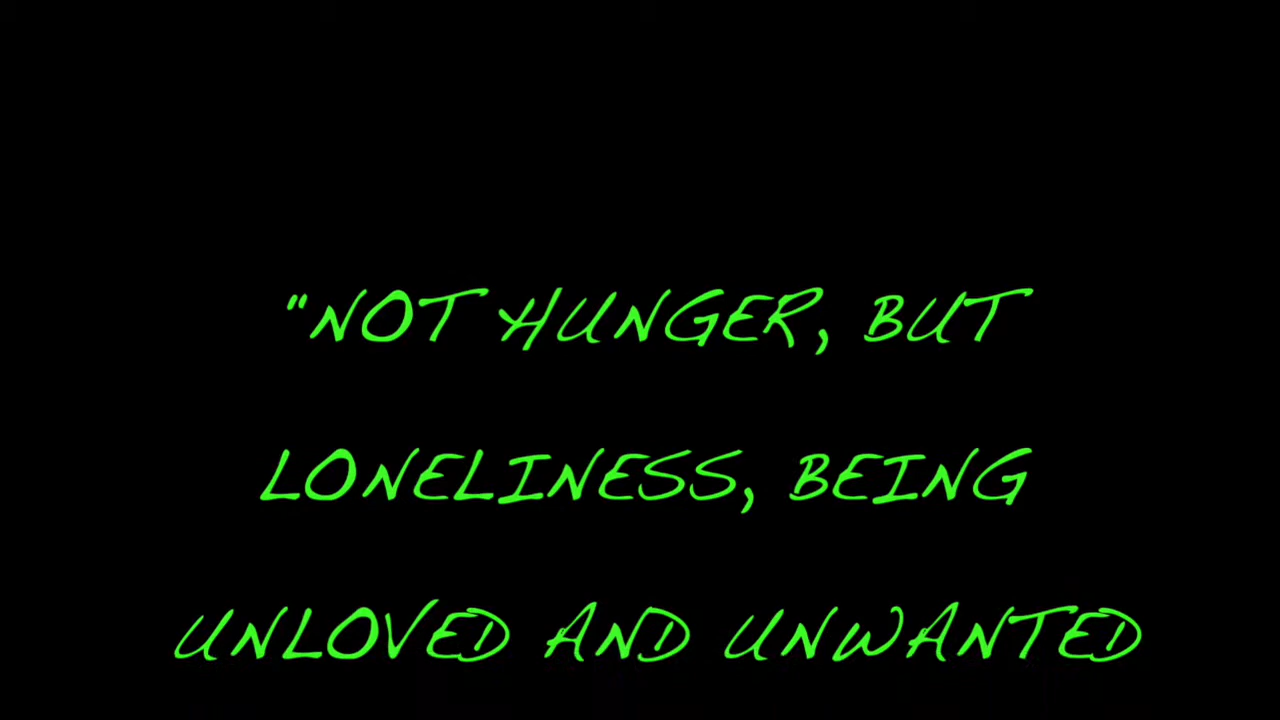 "NOT HUNGER, BUT
LONELINESS, BEING
UNLOVED AND UNWANTED